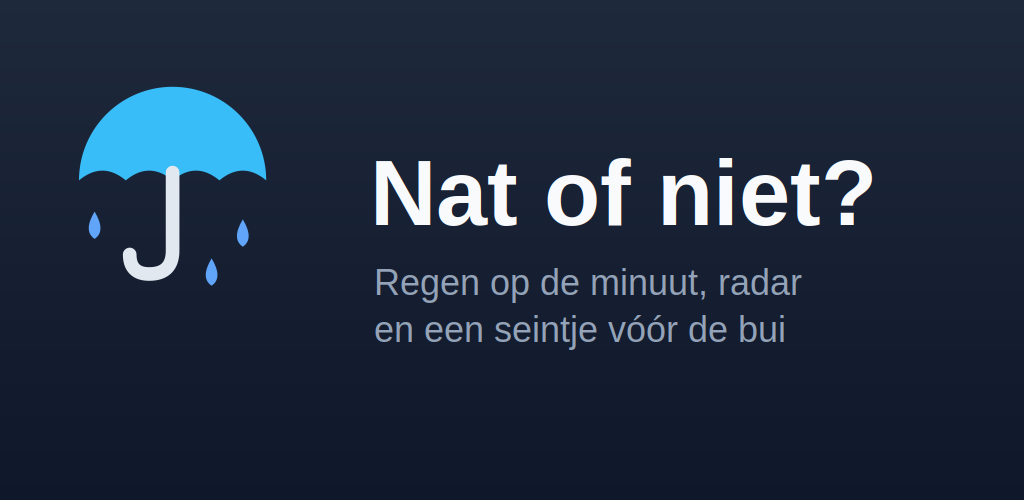 Nat of niet?
Regen op de minuut, radar
en een seintje vóór de bui